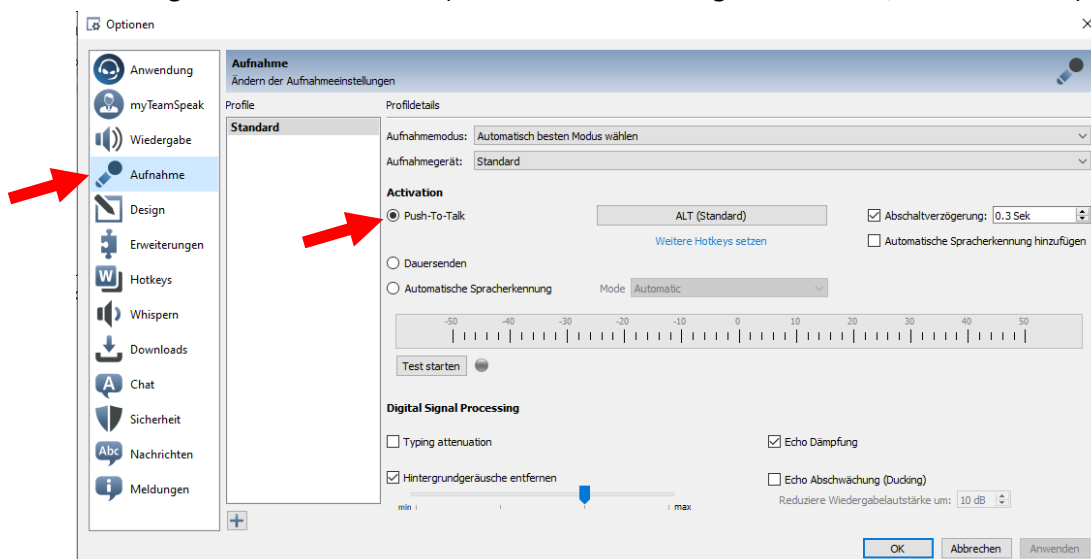 Optionen
Anwendung
myTeamSpeak
Wiedergabe
Aufnahme
Design
Erweiterungen
Hotkeys
Whispern
Downloads
Chat
Sicherheit
Abc Nachrichten
Meldungen
Aufnahme
Ändern der Aufnahmeeinstellungen
Profile
Standard
Profildetails
Aufnahmemodus: Automatisch besten Modus wählen
Aufnahmegerät: Standard
Activation
Push-To-Talk ALT (Standard) Abschaltverzögerung: 0.3 Sek
Weitere Hotkeys setzen Automatische Spracherkennung hinzufügen
Dauersenden
Automatische Spracherkennung Mode Automatic
-50 -40 -30 -20 -10 0 10 20 30 40 50
Test starten
Digital Signal Processing
Typing attenuation Echo Dämpfung
Hintergrundgeräusche entfernen Echo Abschwächung (Ducking)
min max Reduziere Wiedergabelautstärke um: 10 dB
OK Abbrechen Anwenden